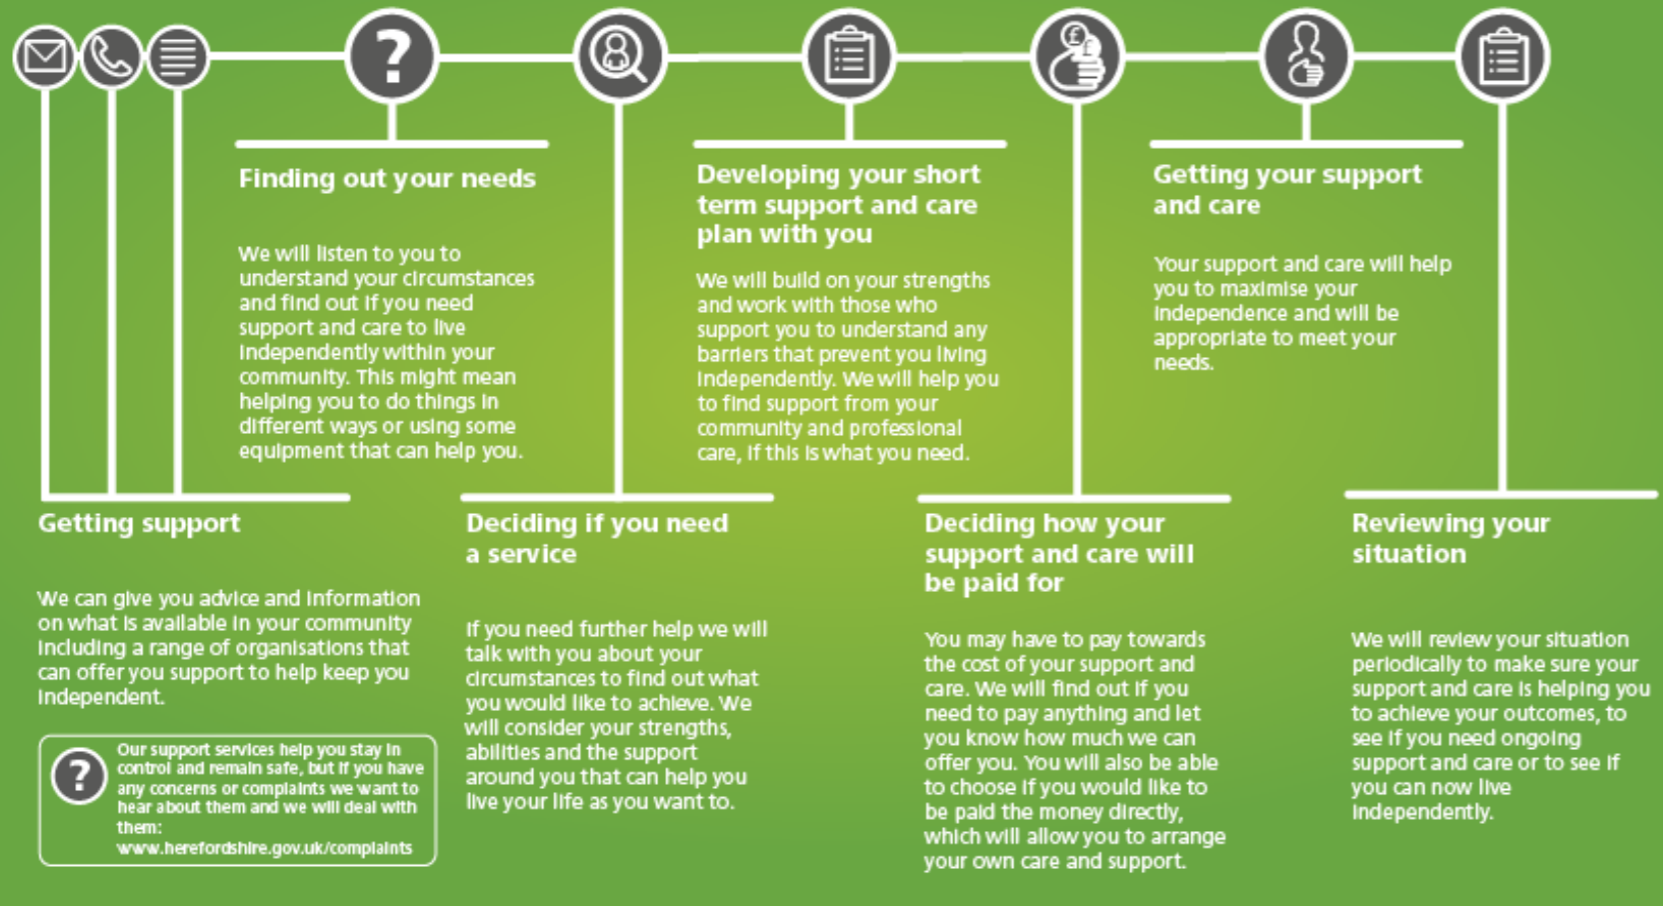 Finding out your needs
We will listen to you to
understand your circumstances
and find out if you need
support and care to live
independently within your
community. This might mean
helping you to do things in
different ways or using some
equipment that can help you.
Developing your short
term support and care
plan with you
We will build on your strengths
and work with those who
support you to understand any
barriers that prevent you living
independently. We will help you
to find support from your
community and professional
care, if this is what you need.
Getting your support
and care
Your support and care will help
you to maximise your
independence and will be
appropriate to meet your
needs.
Getting support
We can give you advice and information
on what is available in your community
including a range of organisations that
can offer you support to help keep you
independent.
Our support services help you stay in
control and remain safe, but if you have
any concerns or complaints we want to
hear about them and we will deal with
them:
www.herefordshire.gov.uk/complaints
Deciding if you need
a service
If you need further help we will
talk with you about your
circumstances to find out what
you would like to achieve. We
will consider your strengths,
abilities and the support
around you that can help you
live your life as you want to.
Deciding how your
support and care will
be paid for
You may have to pay towards
the cost of your support and
care. We will find out if you
need to pay anything and let
you know how much we can
offer you. You will also be able
to choose if you would like to
be paid the money directly,
which will allow you to arrange
your own care and support.
Reviewing your
situation
We will review your situation
periodically to make sure your
support and care is helping you
to achieve your outcomes, to
see if you need ongoing
support and care or to see if
you can now live
independently.